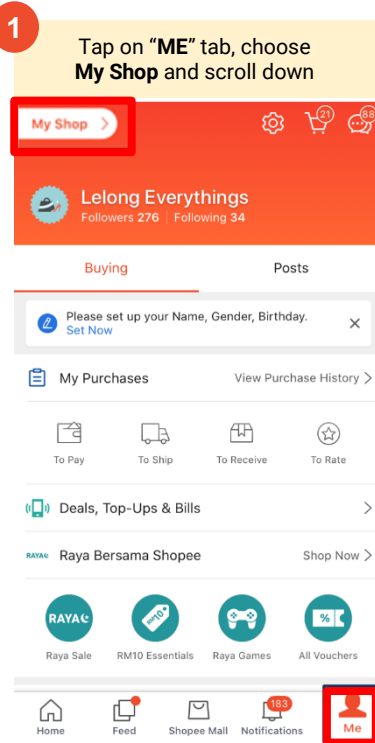 1
Tap on “ME” tab, choose
My Shop and scroll down
My Shop >
21
88
Lelong Everythings
Followers 276 | Following 34
Buying
Posts
Please set up your Name, Gender, Birthday.
Set Now
My Purchases
View Purchase History >
To Pay
To Ship
To Receive
To Rate
Deals, Top-Ups & Bills
Raya Bersama Shopee
Shop Now >
RAYA
RM10
%
Raya Sale
RM10 Essentials
Raya Games
All Vouchers
183
Home
Feed
Shopee Mall
Notifications
Me